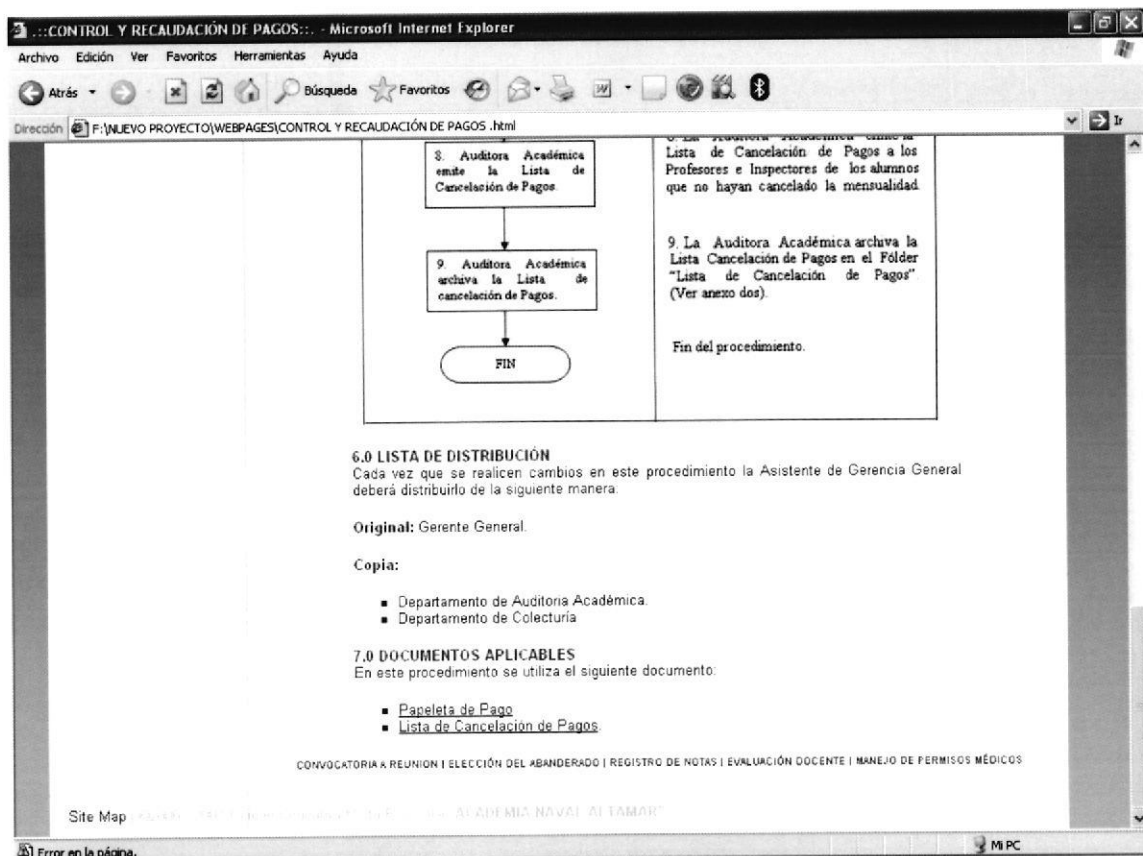 .::CONTROL Y RECAUDACIÓN DE PAGOS::. - Microsoft Internet Explorer
Archivo Edición Ver Favoritos Herramientas Ayuda
Atrás Búsqueda Favoritos
Dirección F:\NUEVO PROYECTO\WEBPAGES\CONTROL Y RECAUDACIÓN DE PAGOS .html Ir
8. Auditora Académica
emite la Lista de
Cancelación de Pagos.
Lista de Cancelación de Pagos a los
Profesores e Inspectores de los alumnos
que no hayan cancelado la mensualidad
9. Auditora Académica
archiva la Lista de
cancelación de Pagos.
9. La Auditora Académica archiva la
Lista Cancelación de Pagos en el Fólder
“Lista de Cancelación de Pagos”.
(Ver anexo dos).
FIN
Fin del procedimiento.
6.0 LISTA DE DISTRIBUCIÓN
Cada vez que se realicen cambios en este procedimiento la Asistente de Gerencia General
deberá distribuirlo de la siguiente manera:
Original: Gerente General.
Copia:
▪ Departamento de Auditoria Académica.
▪ Departamento de Colecturía
7.0 DOCUMENTOS APLICABLES
En este procedimiento se utiliza el siguiente documento:
▪ Papeleta de Pago
▪ Lista de Cancelación de Pagos.
CONVOCATORIA A REUNION | ELECCIÓN DEL ABANDERADO | REGISTRO DE NOTAS | EVALUACIÓN DOCENTE | MANEJO DE PERMISOS MÉDICOS
Site Map ACADEMIA NAVAL ALTAMAR"
Error en la página. Mi PC